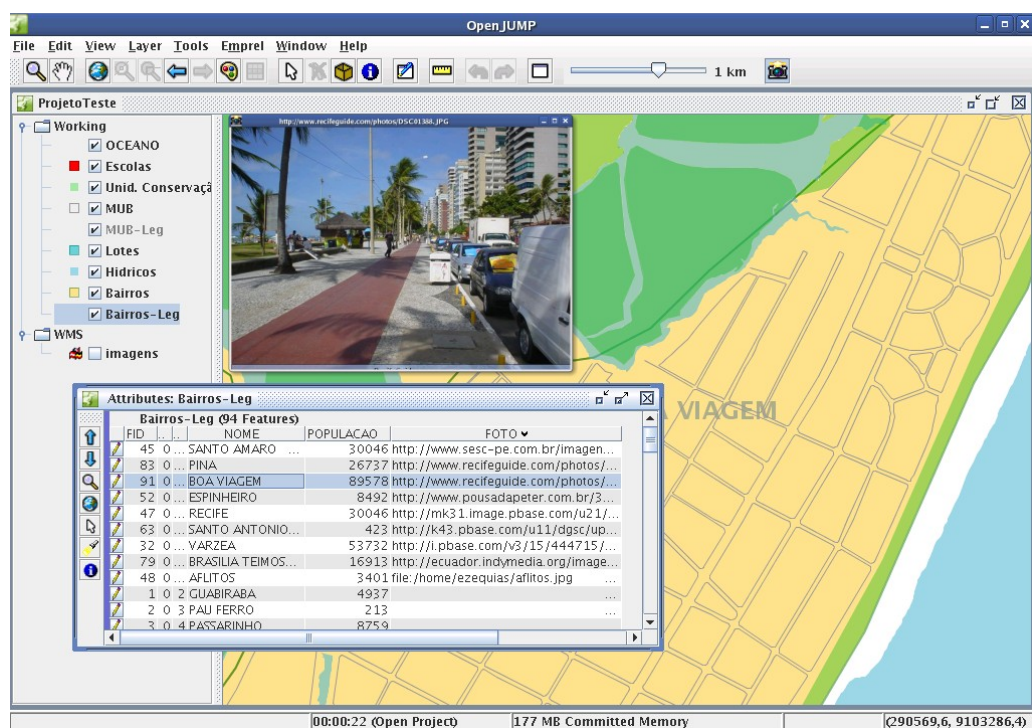 OpenJUMP
File Edit View Layer Tools Emprel Window Help
1 km
ProjetoTeste
Working
OCEANO
Escolas
Unid. Conservaçã
MUB
MUB-Leg
Lotes
Hidricos
Bairros
Bairros-Leg
WMS
imagens
http://www.recifeguide.com/photos/DSC01388.JPG
VIAGEM
Attributes: Bairros-Leg
Bairros-Leg (94 Features)
FID ... ... NOME POPULACAO FOTO
45 0 ... SANTO AMARO ... 30046 http://www.sesc-pe.com.br/imagen...
83 0 ... PINA 26737 http://www.recifeguide.com/photos/...
91 0 ... BOA VIAGEM 89578 http://www.recifeguide.com/photos/...
52 0 ... ESPINHEIRO 8492 http://www.pousadapeter.com.br/3...
47 0 ... RECIFE 30046 http://mk31.image.pbase.com/u21/...
63 0 ... SANTO ANTONIO... 423 http://k43.pbase.com/u11/dgsc/up...
32 0 ... VARZEA 53732 http://i.pbase.com/v3/15/444715/...
79 0 ... BRASILIA TEIMOS... 16913 http://ecuador.indymedia.org/image...
48 0 ... AFLITOS 3401 file:/home/ezequias/aflitos.jpg ...
1 0 2 GUABIRABA 4937 ...
2 0 3 PAU FERRO 213 ...
3 0 4 PASSARINHO 8759
00:00:22 (Open Project) 177 MB Committed Memory (290569,6, 9103286,4)